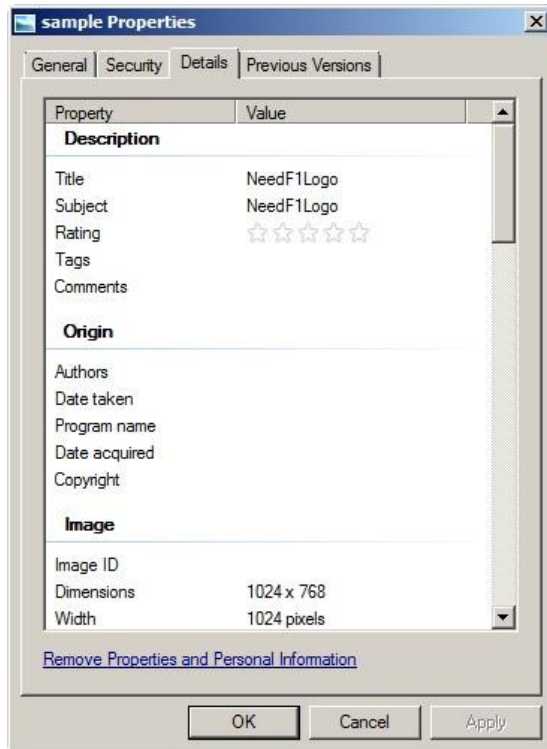 sample Properties
General Security Details Previous Versions
Property Value
Description
Title NeedF1Logo
Subject NeedF1Logo
Rating
Tags
Comments
Origin
Authors
Date taken
Program name
Date acquired
Copyright
Image
Image ID
Dimensions 1024 x 768
Width 1024 pixels
Remove Properties and Personal Information
OK Cancel Apply